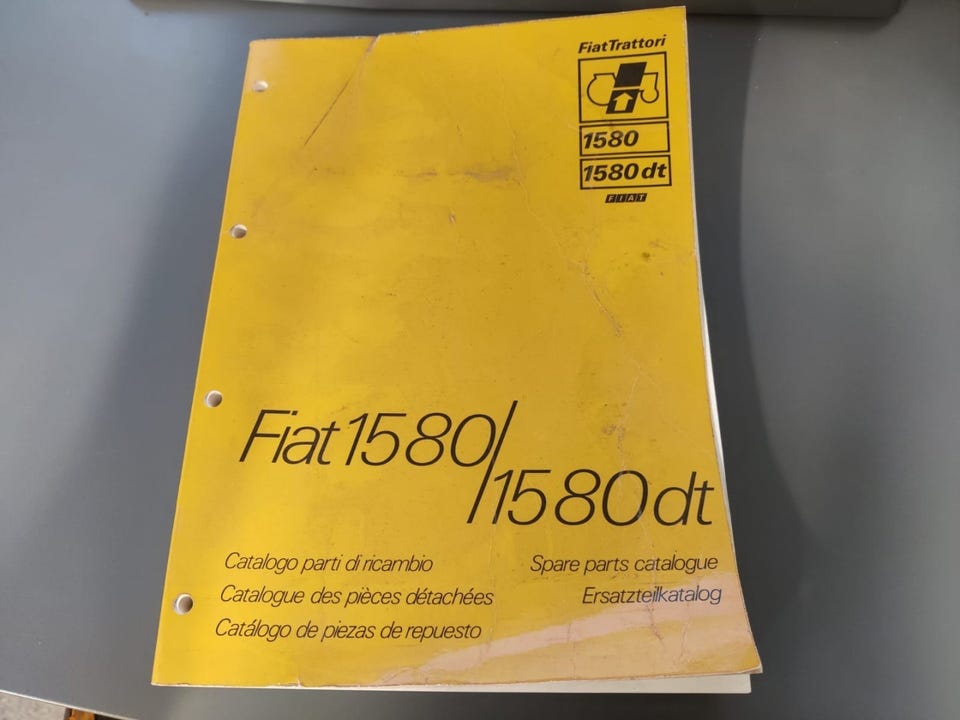 FiatTrattori
1580
1580 dt
FIAT
Fiat 1580/
1580 dt
Catalogo parti di ricambio
Catalogue des pièces détachées
Catálogo de piezas de repuesto
Spare parts catalogue
Ersatzteilkatalog